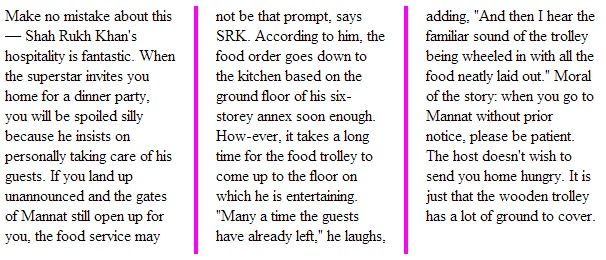 Make no mistake about this
— Shah Rukh Khan's
hospitality is fantastic. When
the superstar invites you
home for a dinner party,
you will be spoiled silly
because he insists on
personally taking care of his
guests. If you land up
unannounced and the gates
of Mannat still open up for
you, the food service may
not be that prompt, says
SRK. According to him, the
food order goes down to
the kitchen based on the
ground floor of his six-
storey annex soon enough.
How-ever, it takes a long
time for the food trolley to
come up to the floor on
which he is entertaining.
"Many a time the guests
have already left," he laughs,
adding, "And then I hear the
familiar sound of the trolley
being wheeled in with all the
food neatly laid out." Moral
of the story: when you go to
Mannat without prior
notice, please be patient.
The host doesn't wish to
send you home hungry. It is
just that the wooden trolley
has a lot of ground to cover.